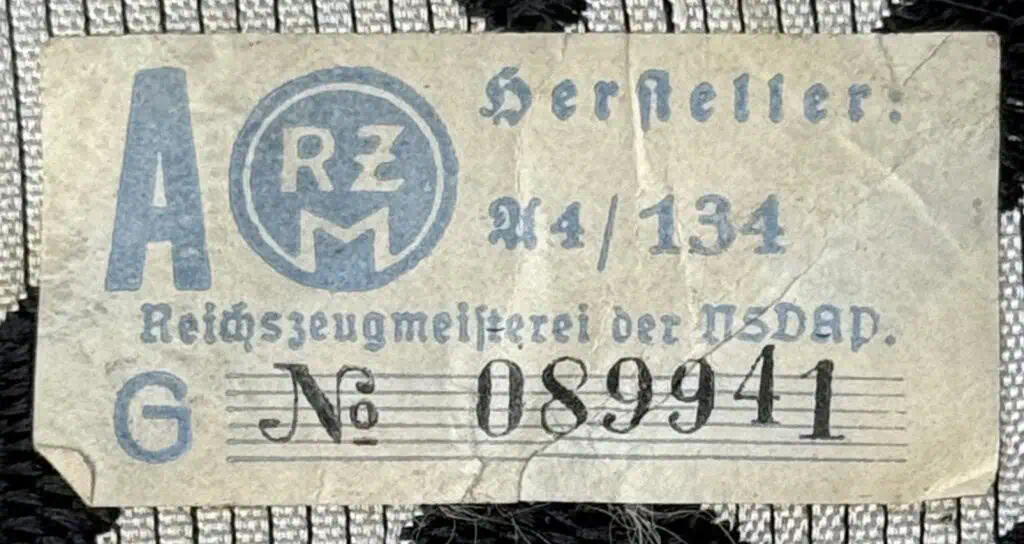 A RZM Hersteller:
A4/134
Reichszeugmeisterei der NSDAP.
G № 089941